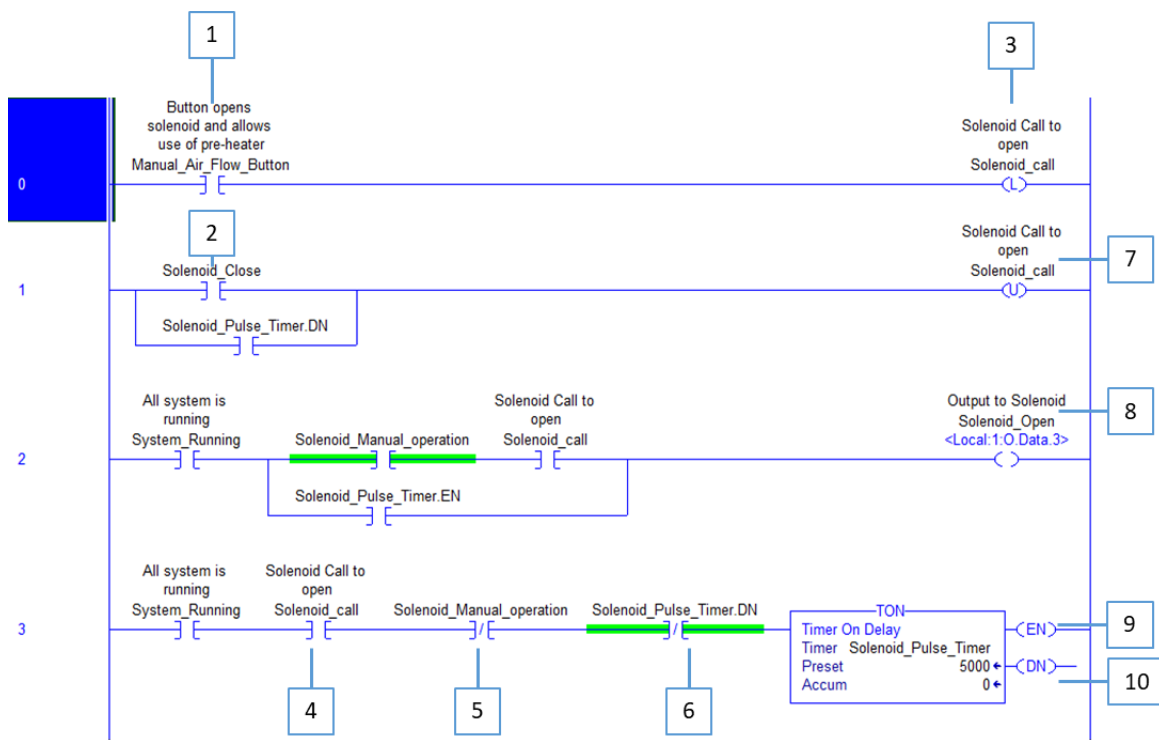 1
3
Button opens
solenoid and allows
use of pre-heater
Manual_Air_Flow_Button
Solenoid Call to
open
Solenoid_call
0
L
2
Solenoid_Close
Solenoid Call to
open
Solenoid_call
7
1
U
Solenoid_Pulse_Timer.DN
All system is
running
System_Running
Solenoid_Manual_operation
Solenoid Call to
open
Solenoid_call
Output to Solenoid
Solenoid_Open
<Local:1:O.Data.3>
8
2
Solenoid_Pulse_Timer.EN
All system is
running
System_Running
Solenoid Call to
open
Solenoid_call
Solenoid_Manual_operation
Solenoid_Pulse_Timer.DN
3
TON
Timer On Delay
Timer Solenoid_Pulse_Timer
Preset 5000
Accum 0
EN
DN
9
10
4
5
6